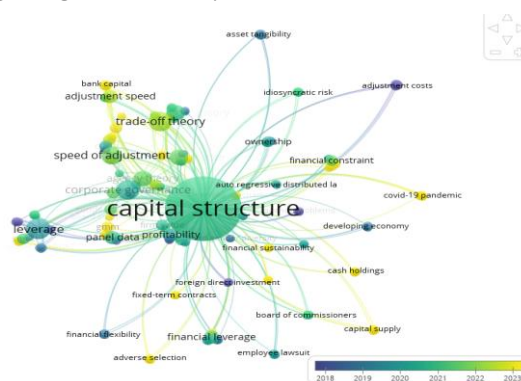 asset tangibility
bank capital
adjustment costs
adjustment speed
idiosyncratic risk
trade-off theory
ownership
speed of adjustment
financial constraint
auto regressive distributed la
corporate governance
covid-19 pandemic
capital structure
developing economy
leverage
gmm
panel data
profitability
financial sustainability
cash holdings
foreign direct investment
fixed-term contracts
board of commissioners
capital supply
financial flexibility
financial leverage
adverse selection
employee lawsuit
2018 2019 2020 2021 2022 2023